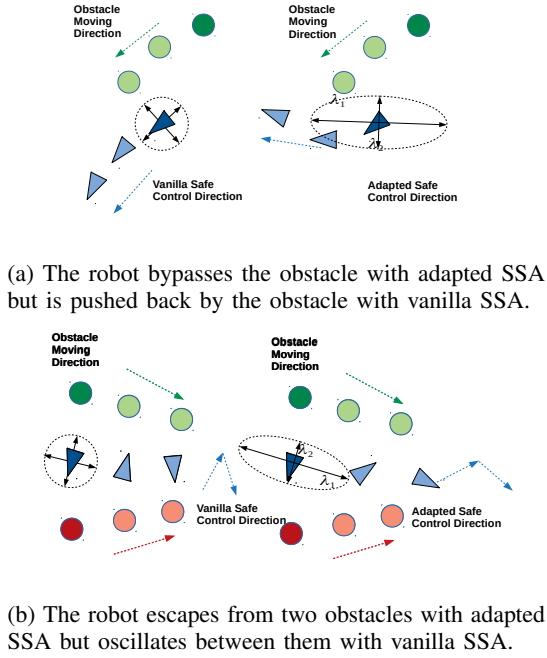 Obstacle
Moving
Direction
Obstacle
Moving
Direction
λ₁
λ₂
Vanilla Safe
Control Direction
Adapted Safe
Control Direction
(a) The robot bypasses the obstacle with adapted SSA
but is pushed back by the obstacle with vanilla SSA.
Obstacle
Moving
Direction
Obstacle
Moving
Direction
λ₂
λ₁
Vanilla Safe
Control Direction
Adapted Safe
Control Direction
(b) The robot escapes from two obstacles with adapted
SSA but oscillates between them with vanilla SSA.